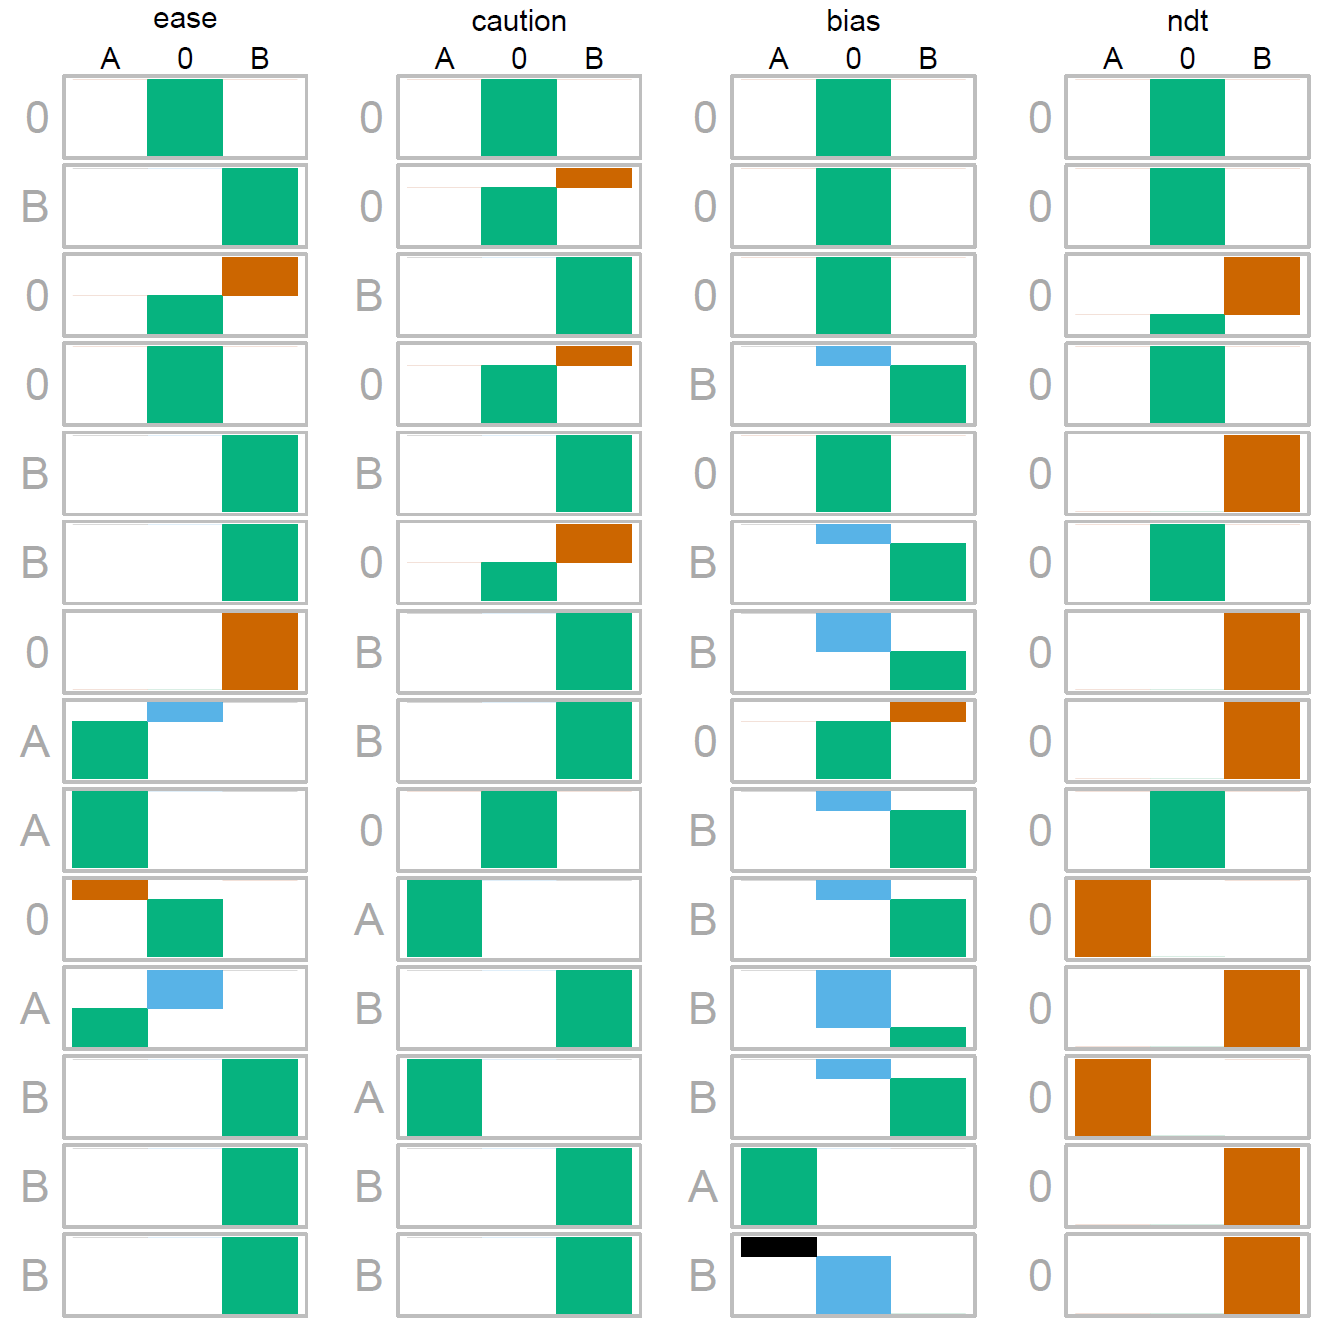 ease caution bias ndt
A 0 B A 0 B A 0 B A 0 B
0 0 0 0
B 0 0 0
0 B 0 0
0 0 B 0
B B 0 0
B 0 B 0
0 B B 0
A B 0 0
A 0 B 0
0 A B 0
A B B 0
B A B 0
B B A 0
B B B 0